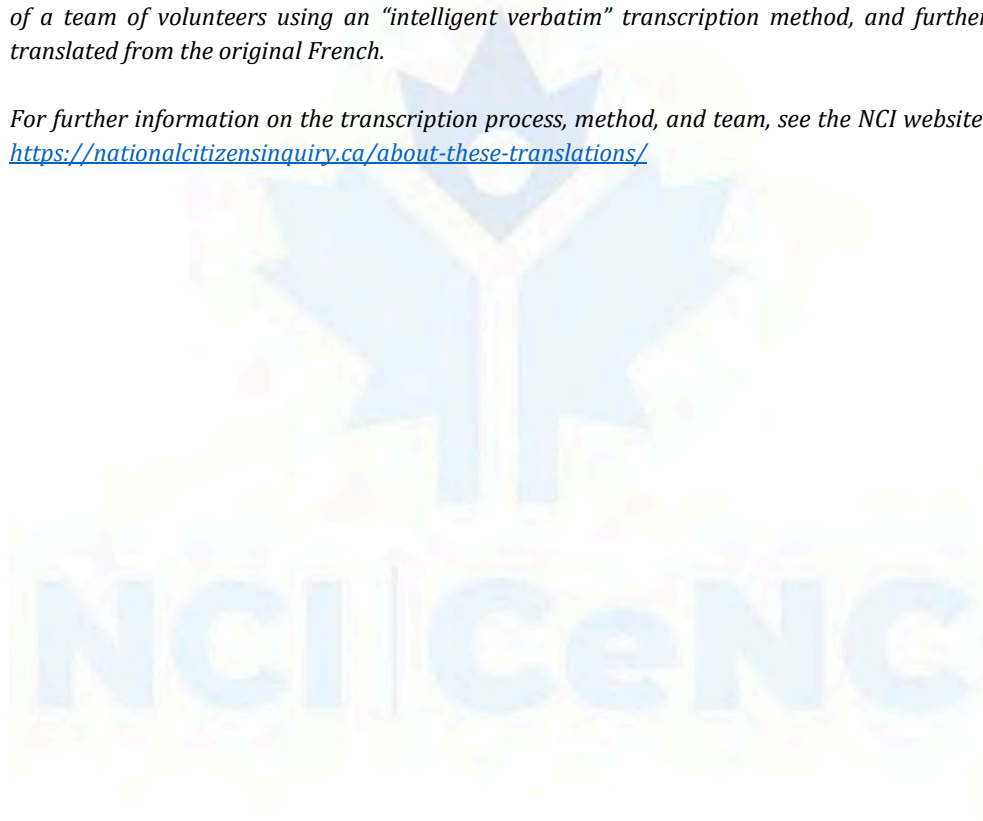 of a team of volunteers using an “intelligent verbatim” transcription method, and further
translated from the original French.
For further information on the transcription process, method, and team, see the NCI website
https://nationalcitizensinquiry.ca/about-these-translations/
NCI | CeNC